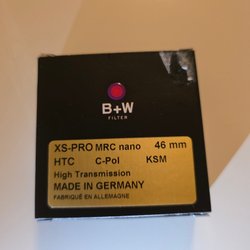 B+W
FILTER
XS-PRO MRC nano 46 mm
HTC C-Pol KSM
High Transmission
MADE IN GERMANY
FABRIQUÉ EN ALLEMAGNE